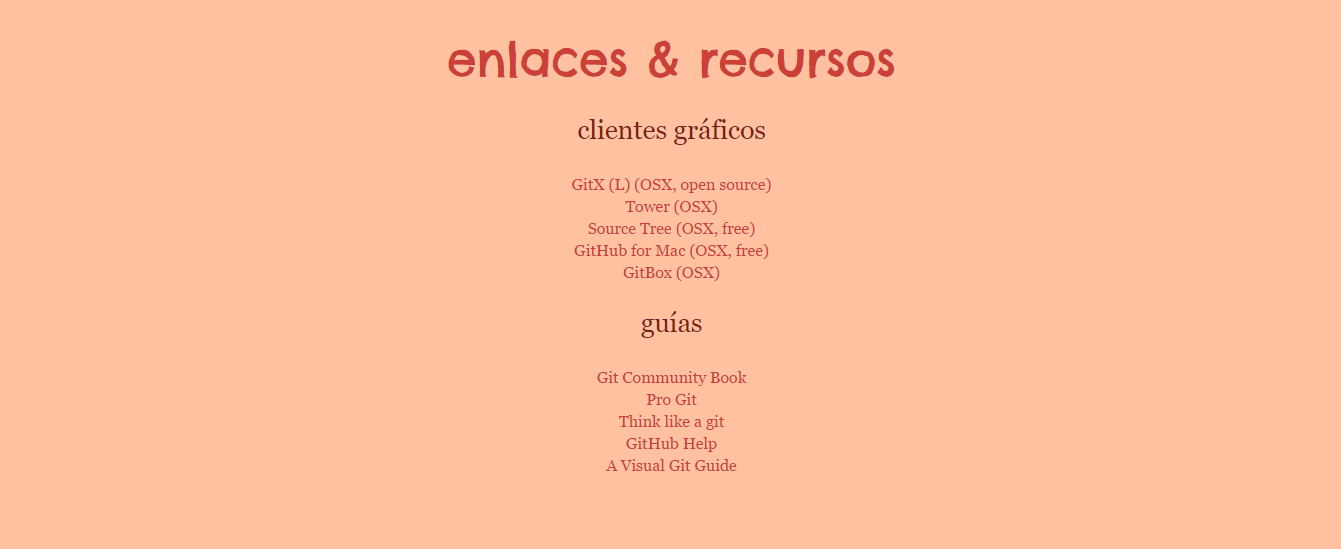 enlaces & recursos
clientes gráficos
GitX (L) (OSX, open source)
Tower (OSX)
Source Tree (OSX, free)
GitHub for Mac (OSX, free)
GitBox (OSX)
guías
Git Community Book
Pro Git
Think like a git
GitHub Help
A Visual Git Guide